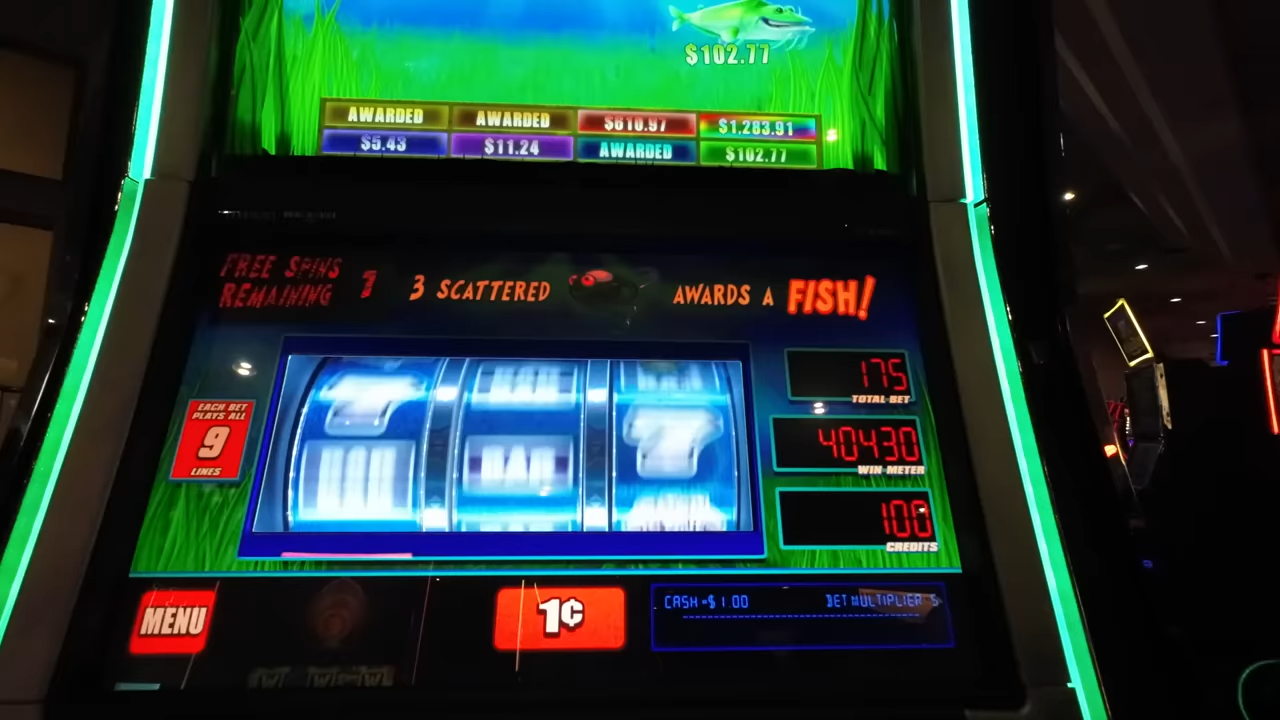 $102.77
AWARDED AWARDED $610.97 $1,283.91
$5.43 $11.24 AWARDED $102.77
FREE SPINS
REMAINING
3 SCATTERED AWARDS A FISH!
175
TOTAL BET
EACH BET
PLAYS ALL
9
LINES
40430
WIN METER
BAR
100
CREDITS
MENU
1¢
CASH =$ 1.00 BET MULTIPLIER 5